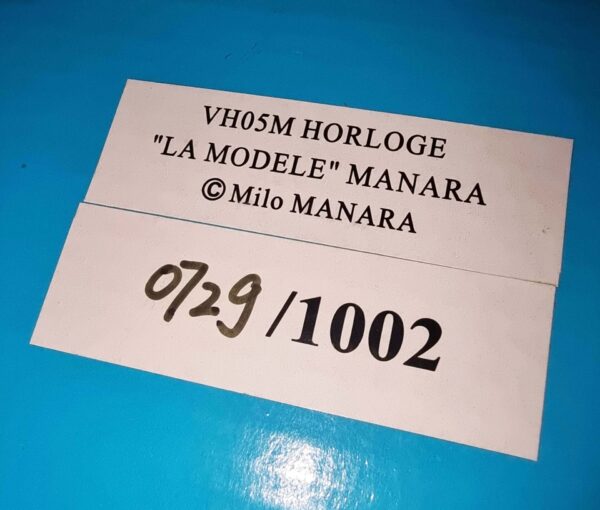 VH05M HORLOGE
"LA MODELE" MANARA
©Milo MANARA
0729 /1002